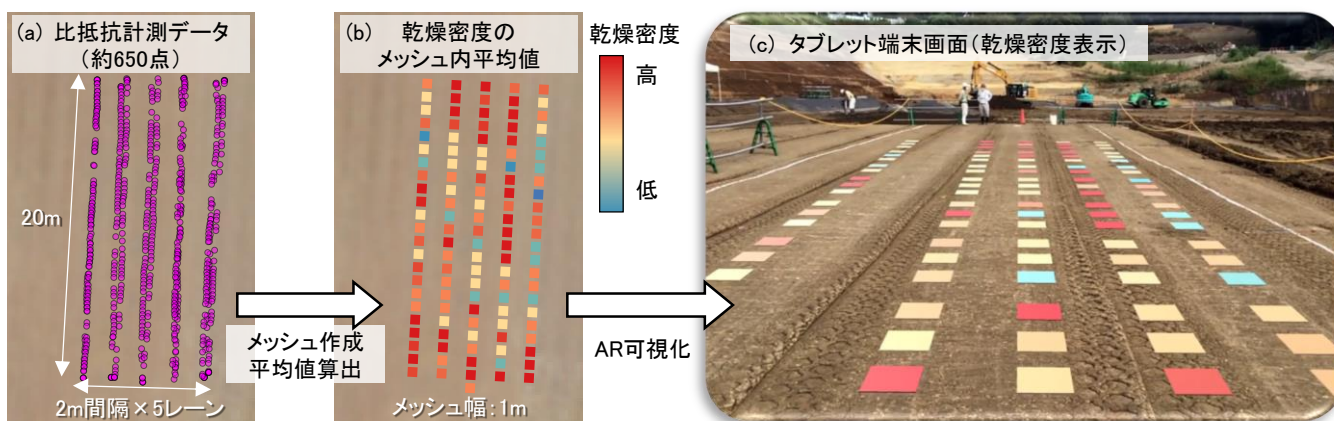 (a) 比抵抗計測データ
(約650点)
20m
2m間隔×5レーン
メッシュ作成
平均値算出
(b) 乾燥密度の
メッシュ内平均値
メッシュ幅：1m
乾燥密度
高
低
AR可視化
(c) タブレット端末画面(乾燥密度表示)